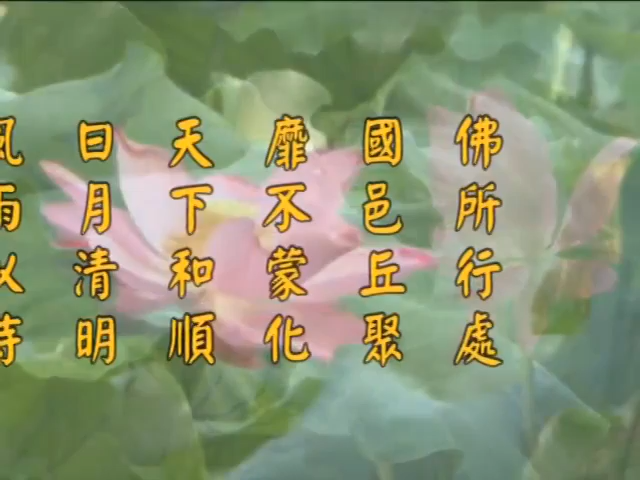 佛所行處
國邑丘聚
靡不蒙化
天下和順
日月清明
風雨以時